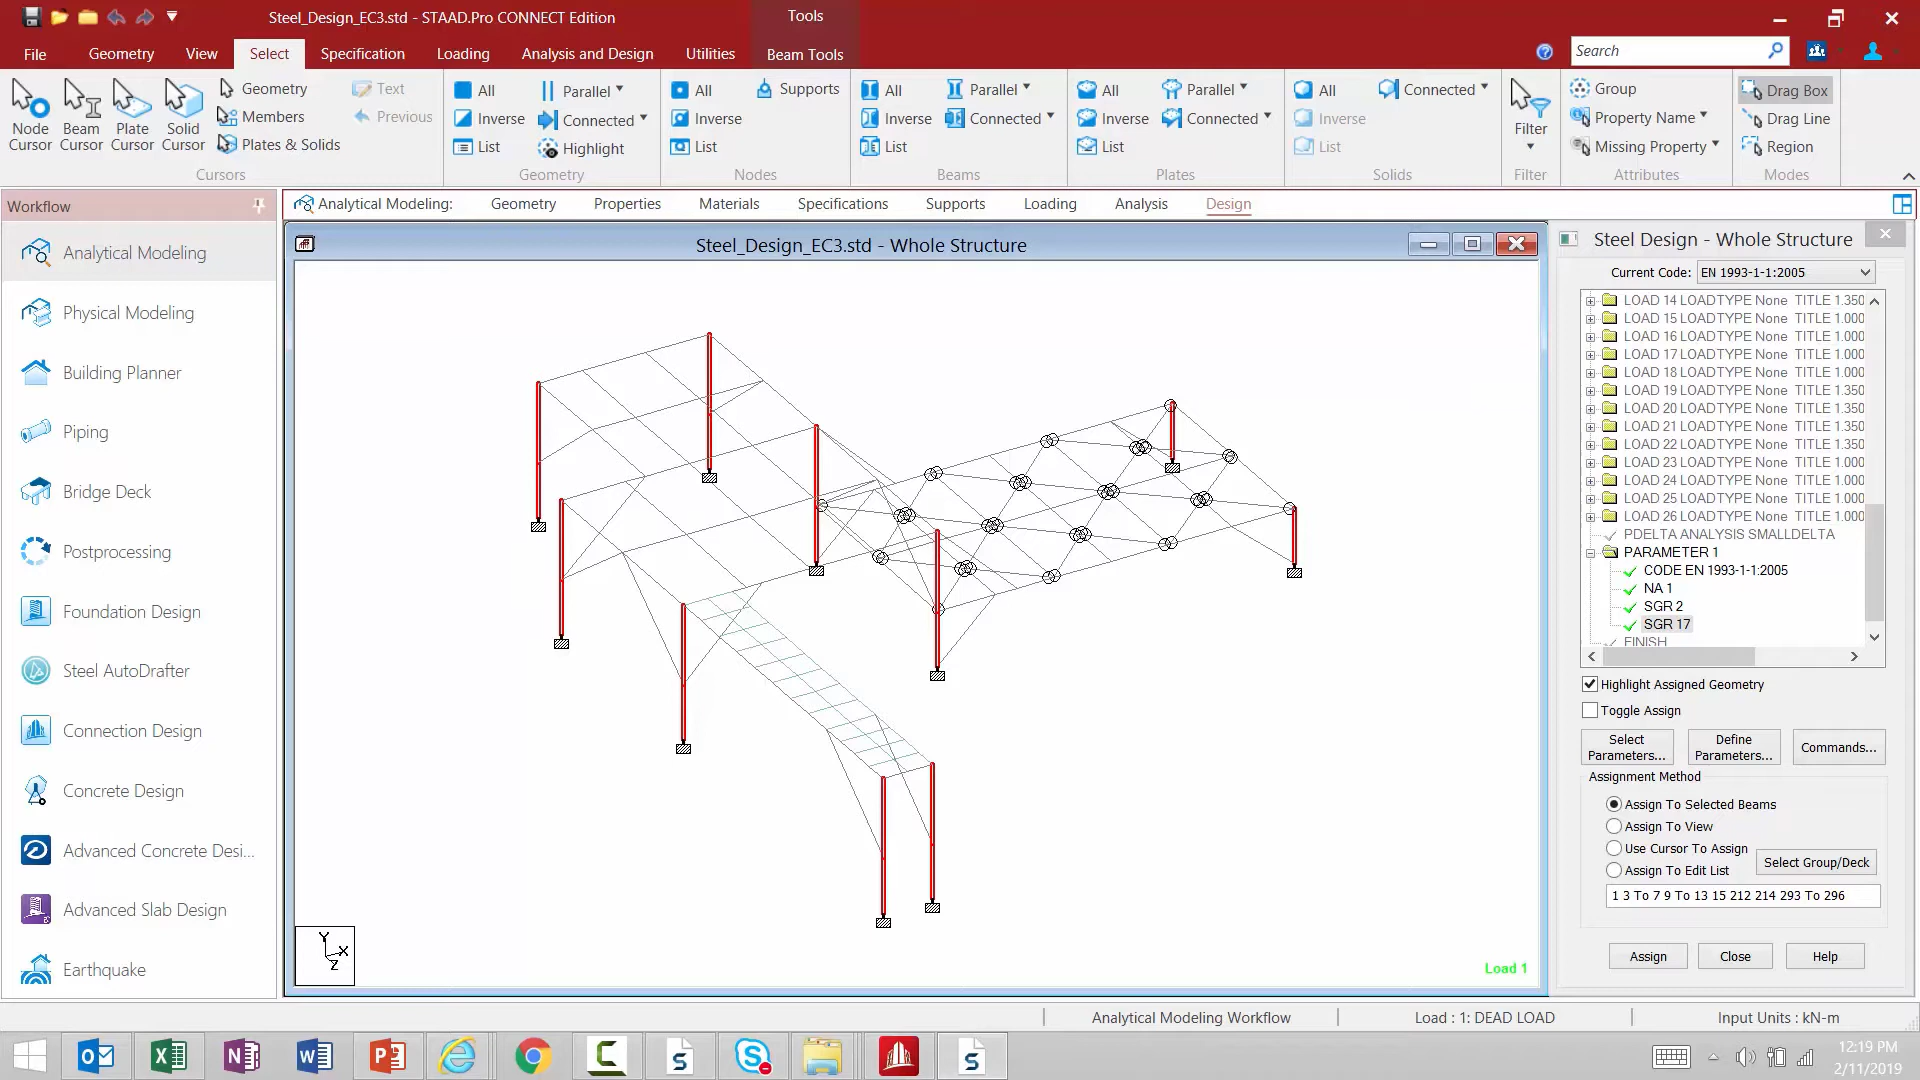 Steel_Design_EC3.std - STAAD.Pro CONNECT Edition
Tools
File
Geometry
View
Select
Specification
Loading
Analysis and Design
Utilities
Beam Tools
Search
Node Cursor
Beam Cursor
Plate Cursor
Solid Cursor
Geometry
Members
Plates & Solids
Text
Previous
Cursors
All
Inverse
List
Parallel
Connected
Highlight
Geometry
All
Inverse
List
Supports
Nodes
All
Inverse
List
Parallel
Connected
Beams
All
Inverse
List
Parallel
Connected
Plates
All
Inverse
List
Connected
Solids
Filter
Filter
Group
Property Name
Missing Property
Attributes
Drag Box
Drag Line
Region
Modes
Workflow
Analytical Modeling
Physical Modeling
Building Planner
Piping
Bridge Deck
Postprocessing
Foundation Design
Steel AutoDrafter
Connection Design
Concrete Design
Advanced Concrete Desi...
Advanced Slab Design
Earthquake
Analytical Modeling:
Geometry
Properties
Materials
Specifications
Supports
Loading
Analysis
Design
Steel_Design_EC3.std - Whole Structure
Y
X
Z
Load 1
Steel Design - Whole Structure
Current Code: EN 1993-1-1:2005
LOAD 14 LOADTYPE None TITLE 1.350
LOAD 15 LOADTYPE None TITLE 1.000
LOAD 16 LOADTYPE None TITLE 1.000
LOAD 17 LOADTYPE None TITLE 1.000
LOAD 18 LOADTYPE None TITLE 1.000
LOAD 19 LOADTYPE None TITLE 1.350
LOAD 20 LOADTYPE None TITLE 1.350
LOAD 21 LOADTYPE None TITLE 1.350
LOAD 22 LOADTYPE None TITLE 1.350
LOAD 23 LOADTYPE None TITLE 1.000
LOAD 24 LOADTYPE None TITLE 1.000
LOAD 25 LOADTYPE None TITLE 1.000
LOAD 26 LOADTYPE None TITLE 1.000
PDELTA ANALYSIS SMALLDELTA
PARAMETER 1
CODE EN 1993-1-1:2005
NA 1
SGR 2
SGR 17
FINISH
Highlight Assigned Geometry
Toggle Assign
Select Parameters...
Define Parameters...
Commands...
Assignment Method
Assign To Selected Beams
Assign To View
Use Cursor To Assign
Assign To Edit List
Select Group/Deck
1 3 To 7 9 To 13 15 212 214 293 To 296
Assign
Close
Help
Analytical Modeling Workflow
Load : 1: DEAD LOAD
Input Units : kN-m
12:19 PM
2/11/2019